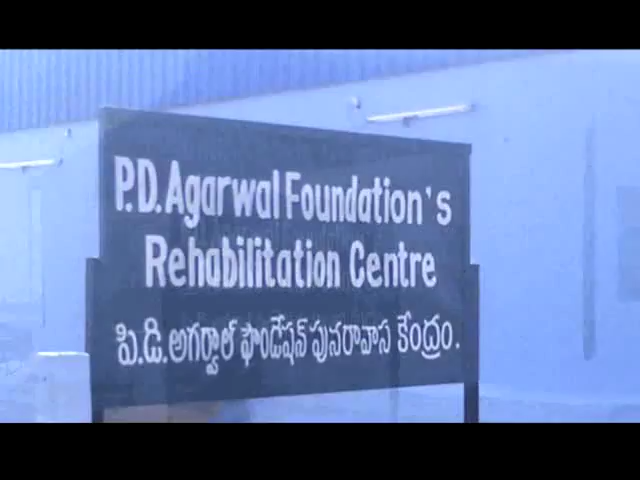 P.D.Agarwal Foundation's
Rehabilitation Centre
పి.డి.అగర్వాల్ ఫౌండేషన్ పునరావాస కేంద్రం.